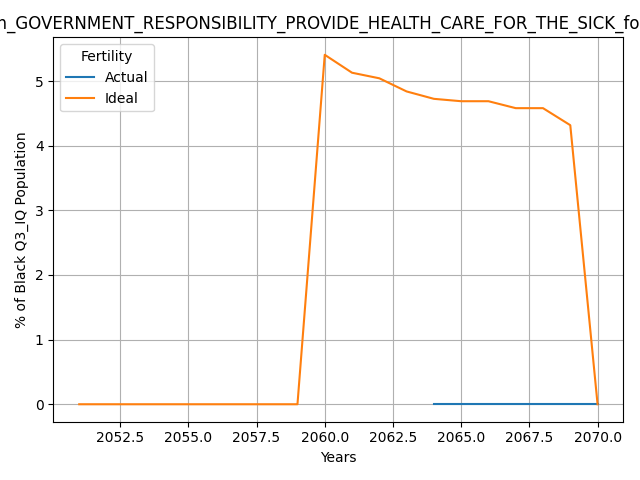 n_GOVERNMENT_RESPONSIBILITY_PROVIDE_HEALTH_CARE_FOR_THE_SICK_fo
Fertility
Actual
Ideal
% of Black Q3_IQ Population
5
4
3
2
1
0
2052.5 2055.0 2057.5 2060.0 2062.5 2065.0 2067.5 2070.0
Years